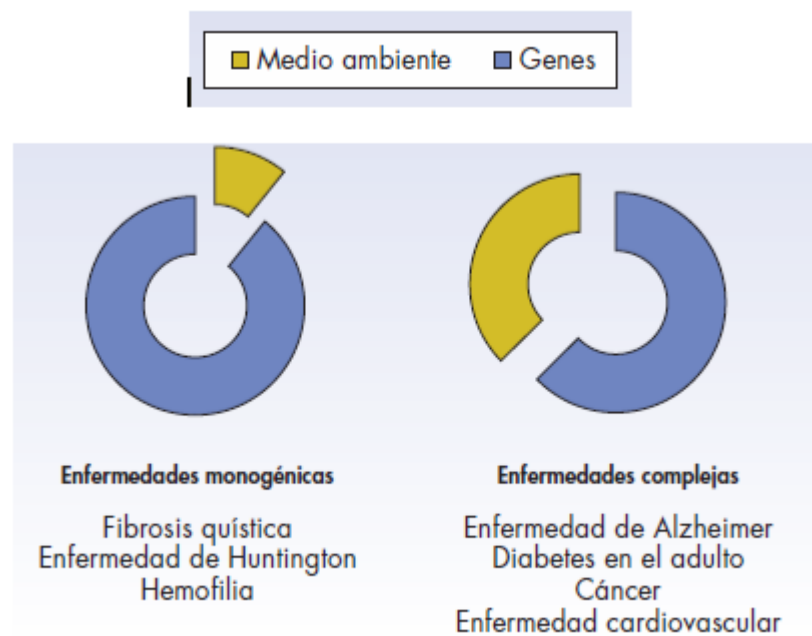 Medio ambiente Genes
Enfermedades monogénicas
Fibrosis quística
Enfermedad de Huntington
Hemofilia
Enfermedades complejas
Enfermedad de Alzheimer
Diabetes en el adulto
Cáncer
Enfermedad cardiovascular